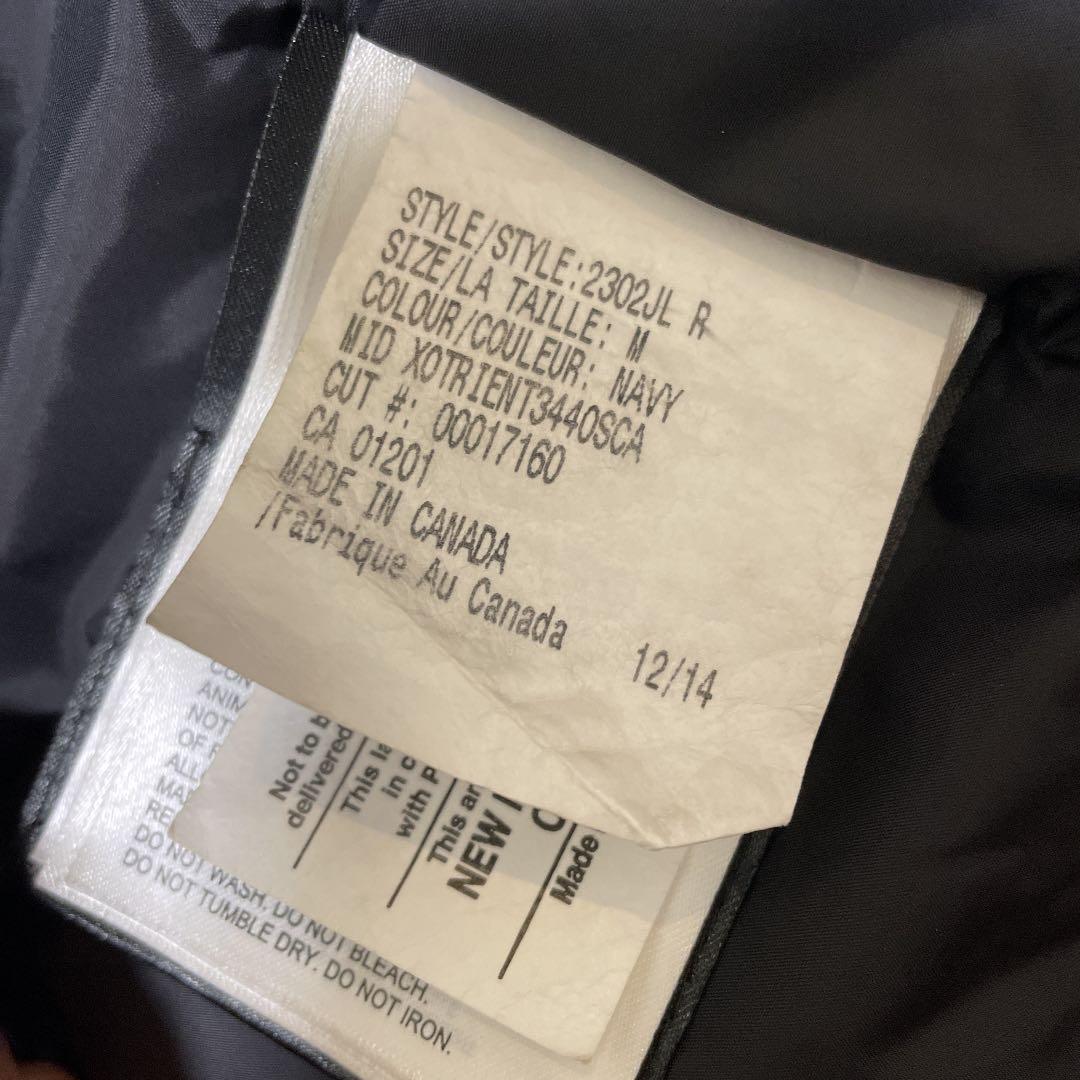 STYLE/STYLE:2302JL R
SIZE/LA TAILLE: M
COLOUR/COULEUR: NAVY
MID XOTRIENT3440SCA
CUT #: 00017160
CA 01201
MADE IN CANADA
/Fabrique Au Canada 12/14
NOT
DO NOT WASH. DO NOT BLEACH.
DO NOT TUMBLE DRY. DO NOT IRON.
Not to b
delivered
This la
in c
with P
This ar
NEW
Made